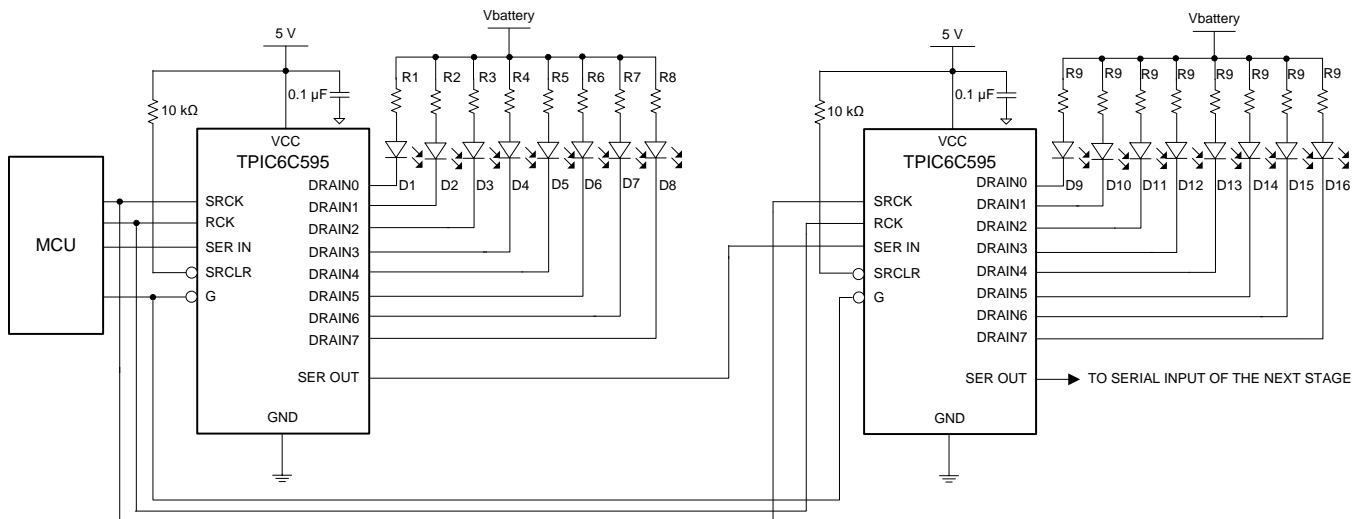 Vbattery
5 V
R1 R2 R3 R4 R5 R6 R7 R8
10 kΩ
0.1 µF
VCC
TPIC6C595
MCU
SRCK
RCK
SER IN
SRCLR
G
DRAIN0
DRAIN1
DRAIN2
DRAIN3
DRAIN4
DRAIN5
DRAIN6
DRAIN7
SER OUT
GND
D1 D2 D3 D4 D5 D6 D7 D8
Vbattery
5 V
R9 R9 R9 R9 R9 R9 R9 R9
10 kΩ
0.1 µF
VCC
TPIC6C595
SRCK
RCK
SER IN
SRCLR
G
DRAIN0
DRAIN1
DRAIN2
DRAIN3
DRAIN4
DRAIN5
DRAIN6
DRAIN7
SER OUT
GND
D9 D10 D11 D12 D13 D14 D15 D16
TO SERIAL INPUT OF THE NEXT STAGE